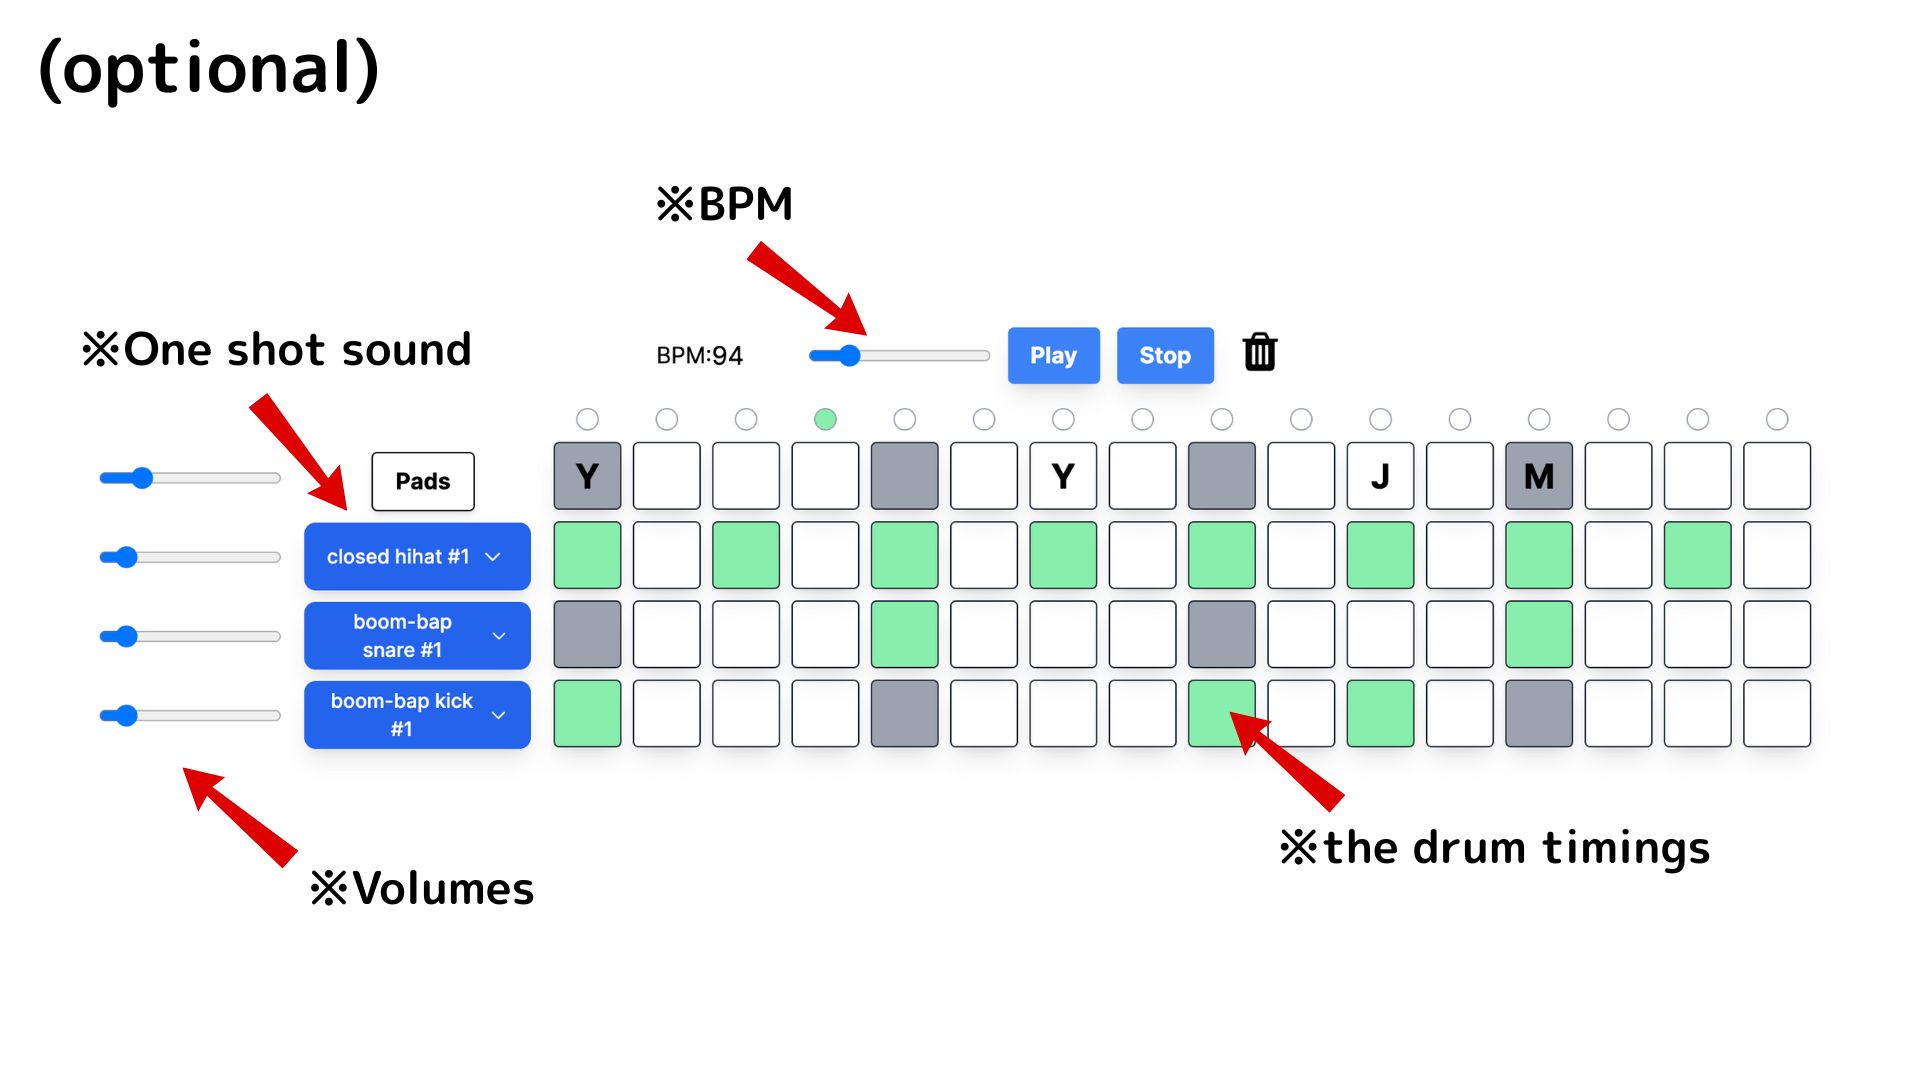 (optional)
※BPM
※One shot sound
BPM:94
Play
Stop
Pads
Y
Y
J
M
closed hihat #1
boom-bap
snare #1
boom-bap kick
#1
※the drum timings
※Volumes